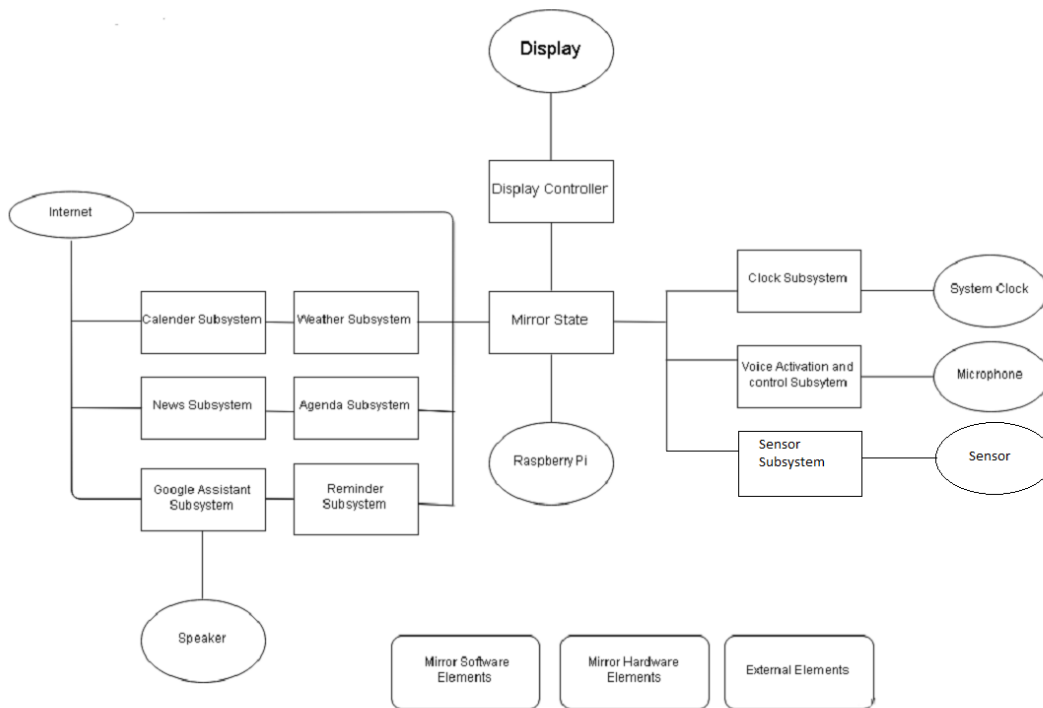 Display
Display Controller
Internet
Clock Subsystem
System Clock
Calender Subsystem
Weather Subsystem
Mirror State
Voice Activation and
control Subsytem
Microphone
News Subsystem
Agenda Subsystem
Sensor
Subsystem
Sensor
Raspberry Pi
Google Assistant
Subsystem
Reminder
Subsystem
Speaker
Mirror Software
Elements
Mirror Hardware
Elements
External Elements